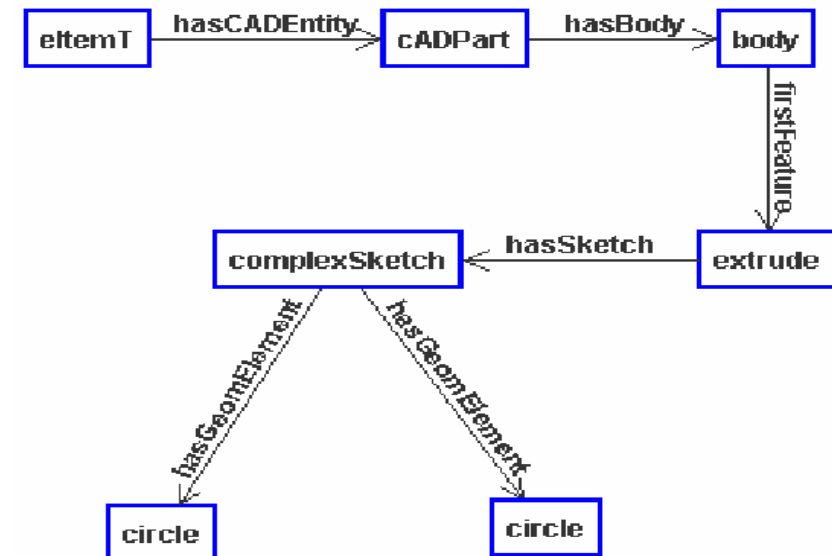 eItemT
hasCADEntity
cADPart
hasBody
body
firstFeature
complexSketch
hasSketch
extrude
hasGeomElement
hasGeomElement
circle
circle